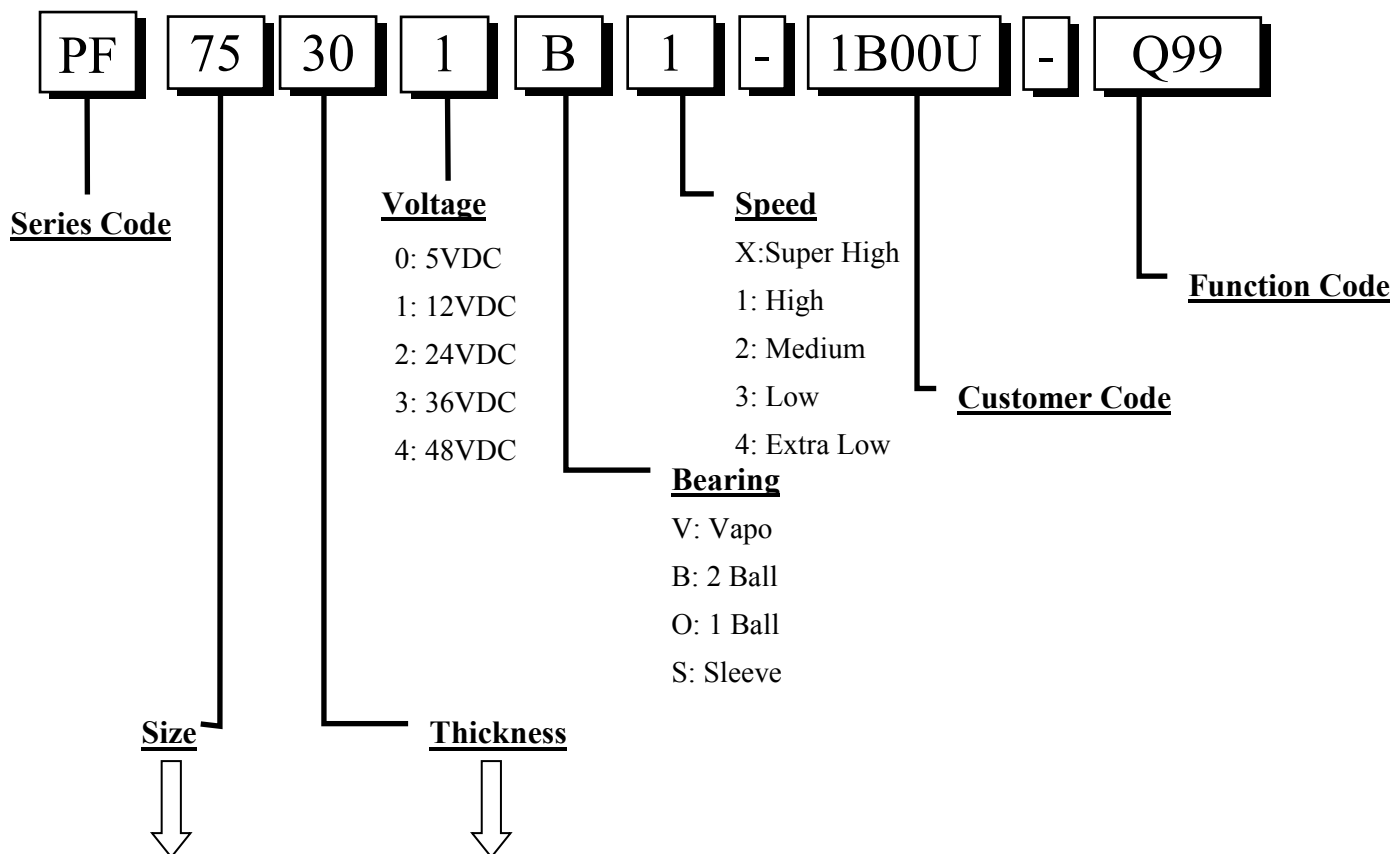 PF 75 30 1 B 1 - 1B00U - Q99
Series Code
Voltage
0: 5VDC
1: 12VDC
2: 24VDC
3: 36VDC
4: 48VDC
Speed
X:Super High
1: High
2: Medium
3: Low
4: Extra Low
Function Code
Customer Code
Bearing
V: Vapo
B: 2 Ball
O: 1 Ball
S: Sleeve
Size
Thickness